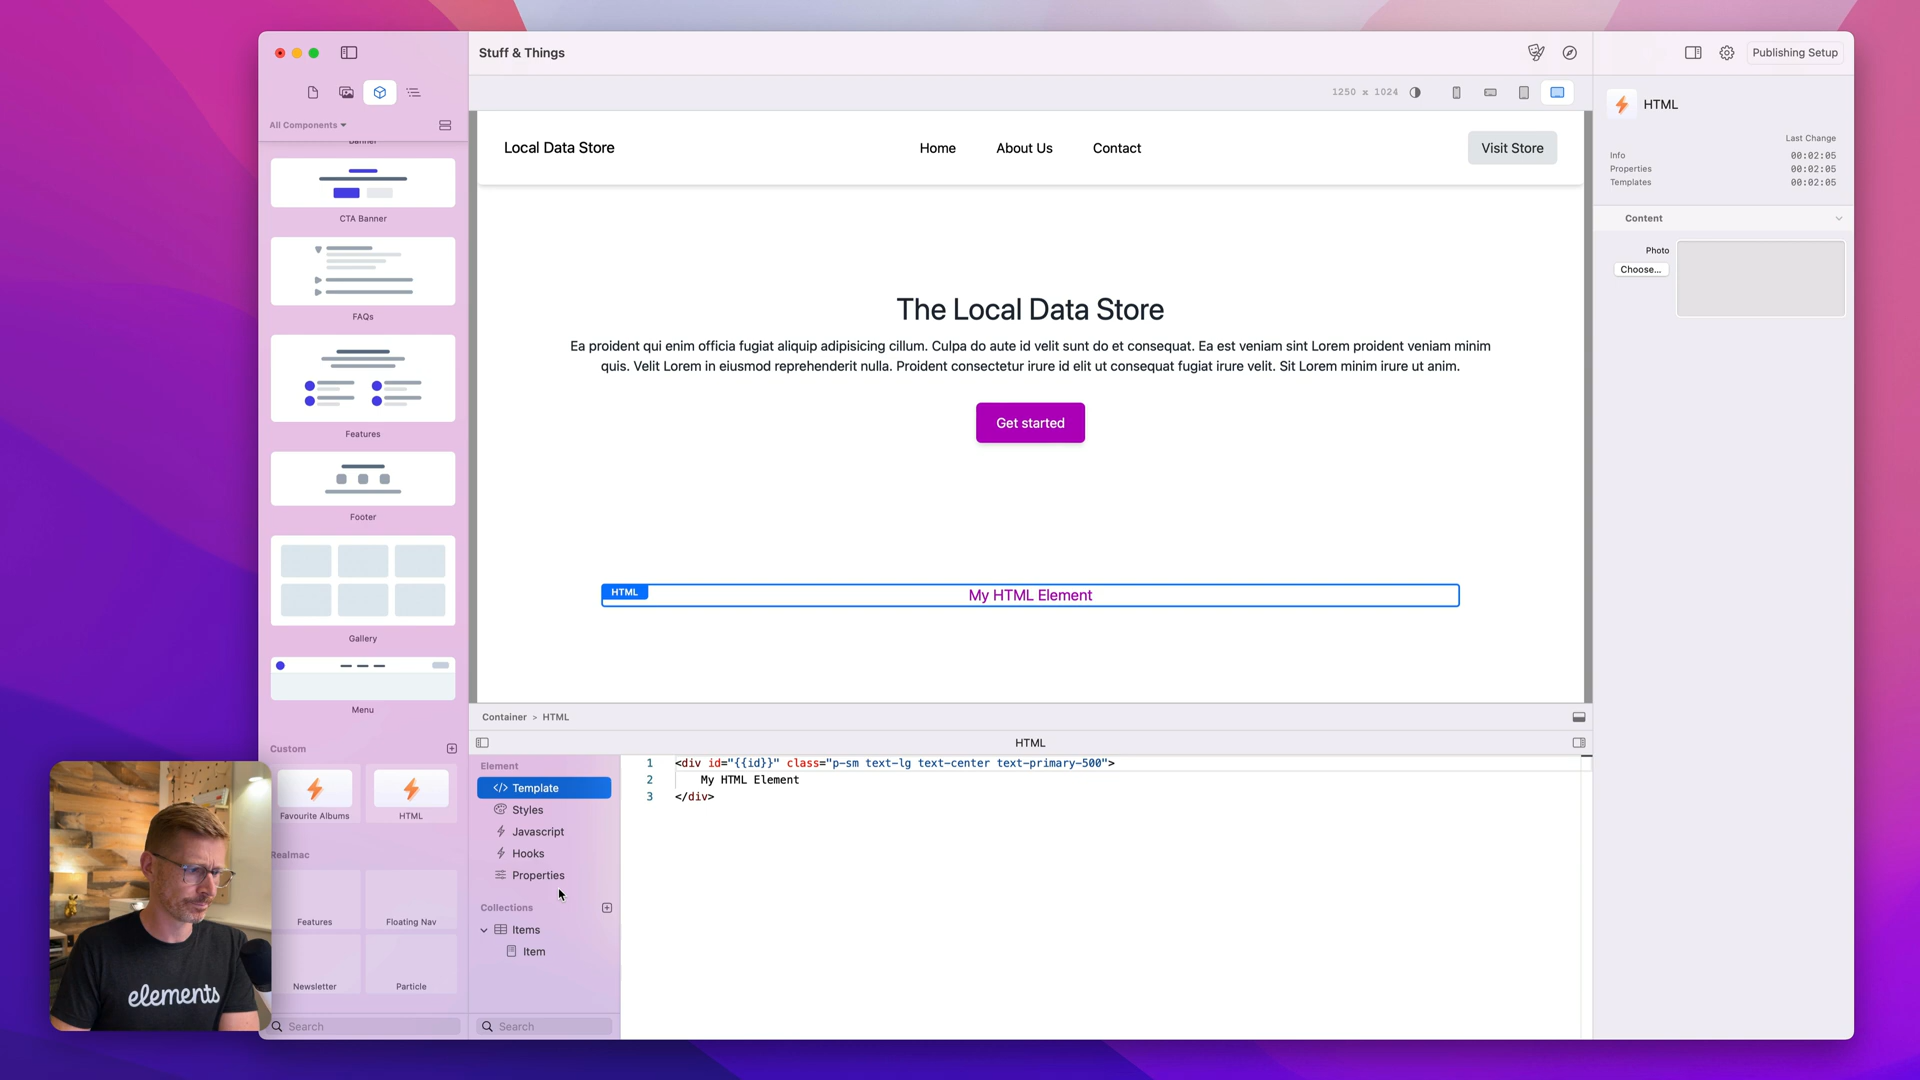 Stuff & Things
Publishing Setup
1250 x 1024
All Components
Banner
CTA Banner
FAQs
Features
Footer
Gallery
Menu
Custom
Favourite Albums
HTML
Realmac
Features
Floating Nav
Newsletter
Particle
Search
Local Data Store
Home
About Us
Contact
Visit Store
The Local Data Store
Ea proident qui enim officia fugiat aliquip adipisicing cillum. Culpa do aute id velit sunt do et consequat. Ea est veniam sint Lorem proident veniam minim
quis. Velit Lorem in eiusmod reprehenderit nulla. Proident consectetur irure id elit ut consequat fugiat irure velit. Sit Lorem minim irure ut anim.
Get started
HTML
My HTML Element
Container > HTML
HTML
Element
</> Template
Styles
Javascript
Hooks
Properties
Collections
Items
Item
Search
1 <div id="{{id}}" class="p-sm text-lg text-center text-primary-500">
2 My HTML Element
3 </div>
HTML
Last Change
Info 00:02:05
Properties 00:02:05
Templates 00:02:05
Content
Photo
Choose...
elements